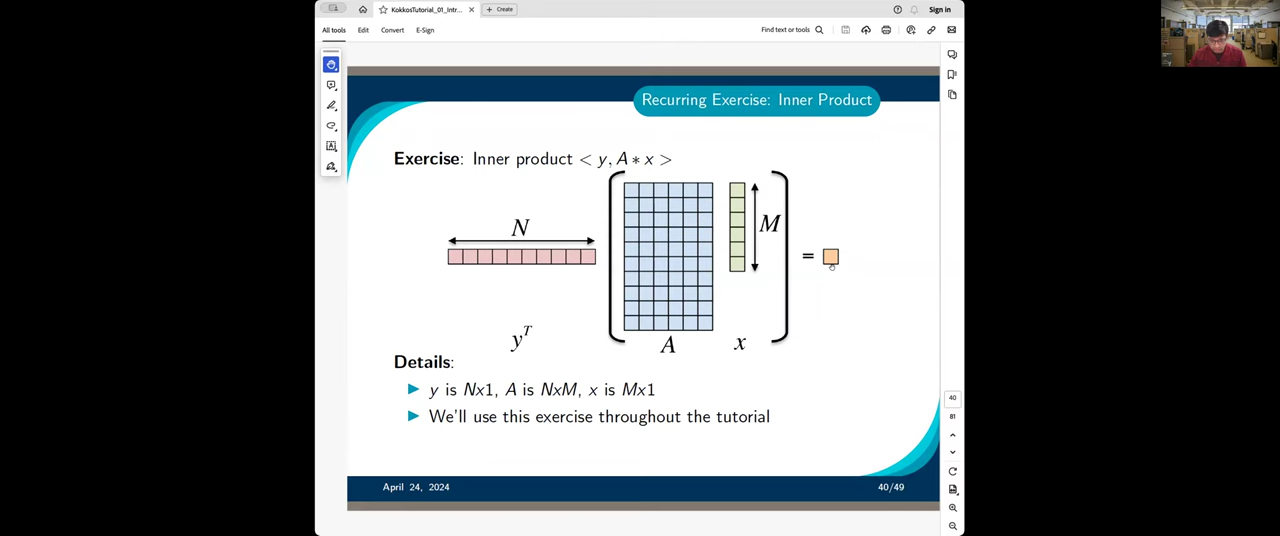 KokkosTutorial_01_Intr...
Create
Sign in
All tools
Edit
Convert
E-Sign
Find text or tools
Recurring Exercise: Inner Product
Exercise: Inner product < y, A * x >
N
M
=
y^T
A
x
Details:
y is Nx1, A is NxM, x is Mx1
We'll use this exercise throughout the tutorial
40
81
April 24, 2024
40/49